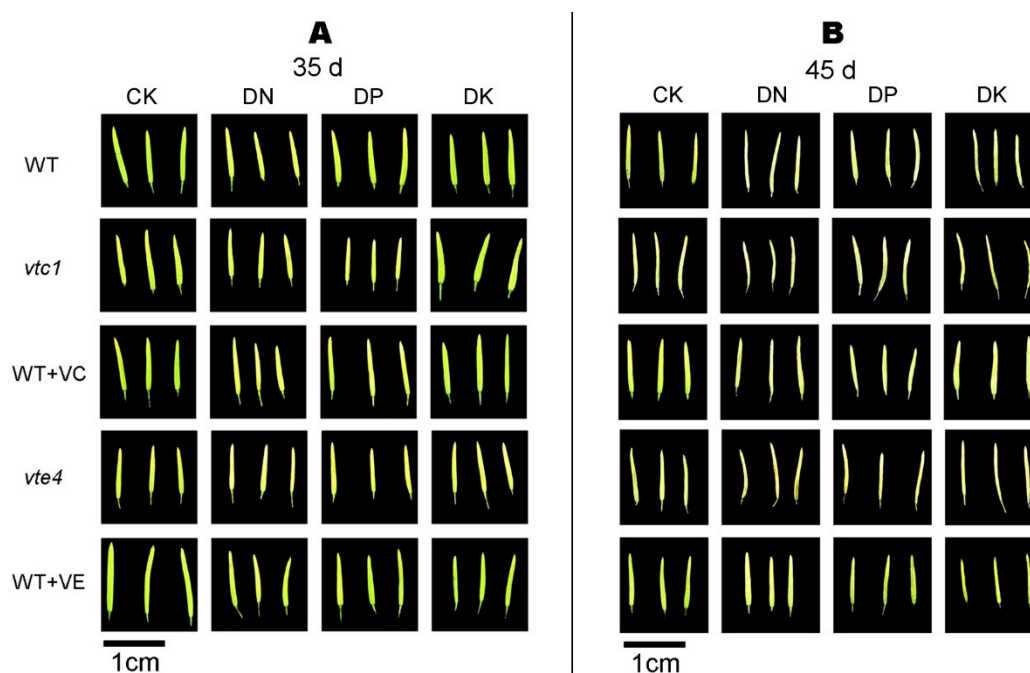 A
35 d
CK DN DP DK
WT
vtc1
WT+VC
vte4
WT+VE
1cm
B
45 d
CK DN DP DK
1cm